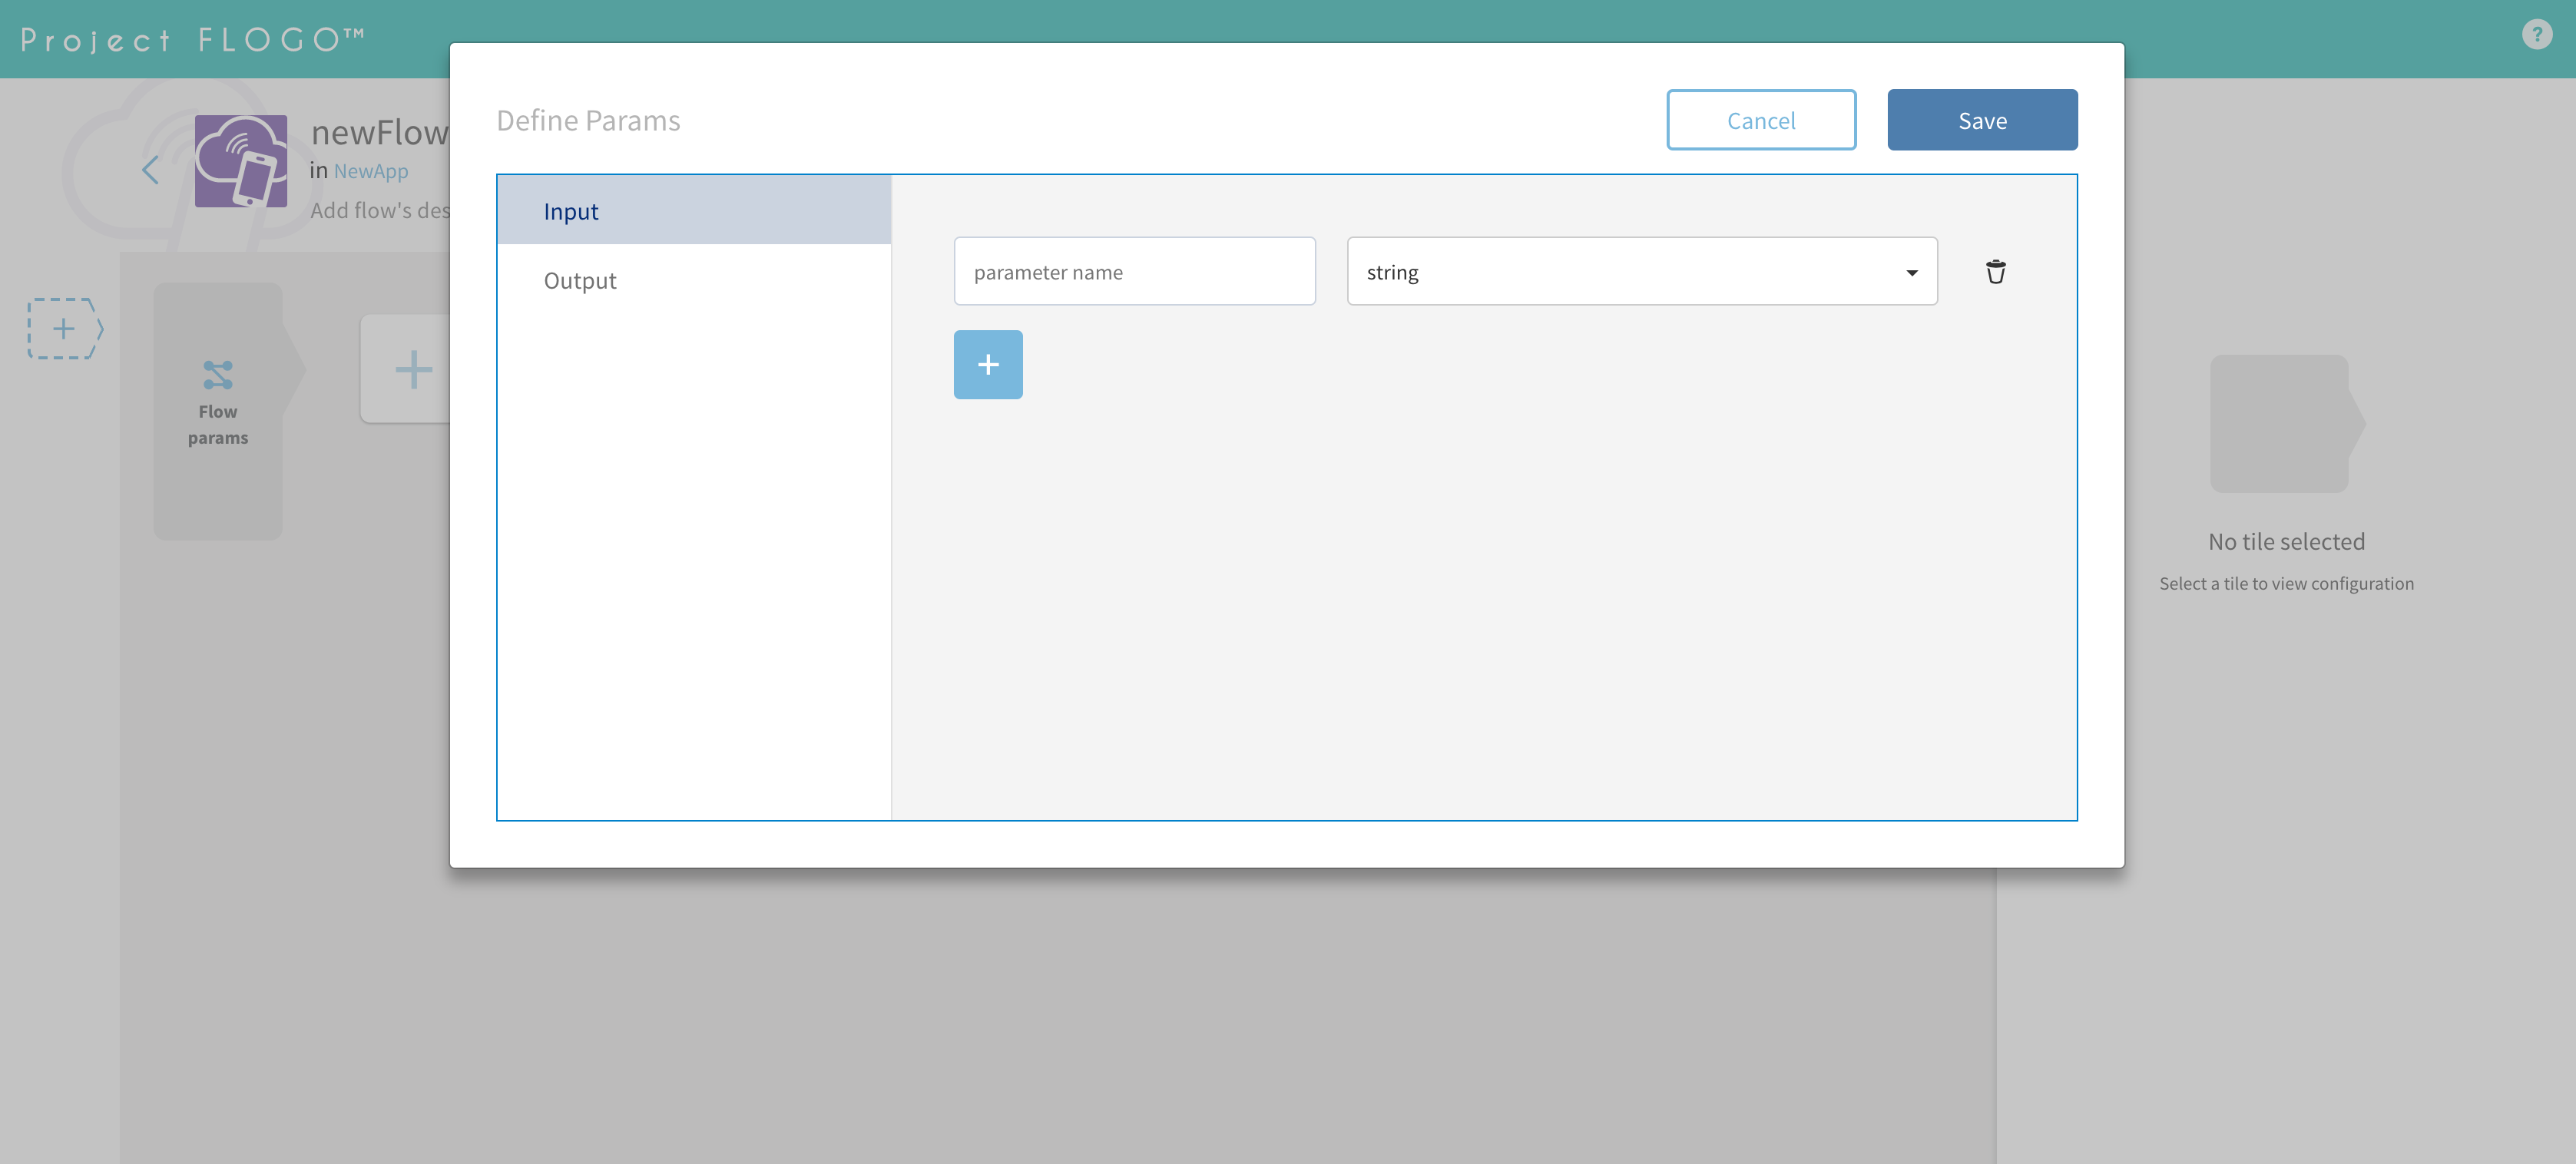 Project FLOGO™
?
newFlow
in NewApp
Add flow's des
Flow
params
Define Params
Cancel
Save
Input
Output
parameter name
string
No tile selected
Select a tile to view configuration